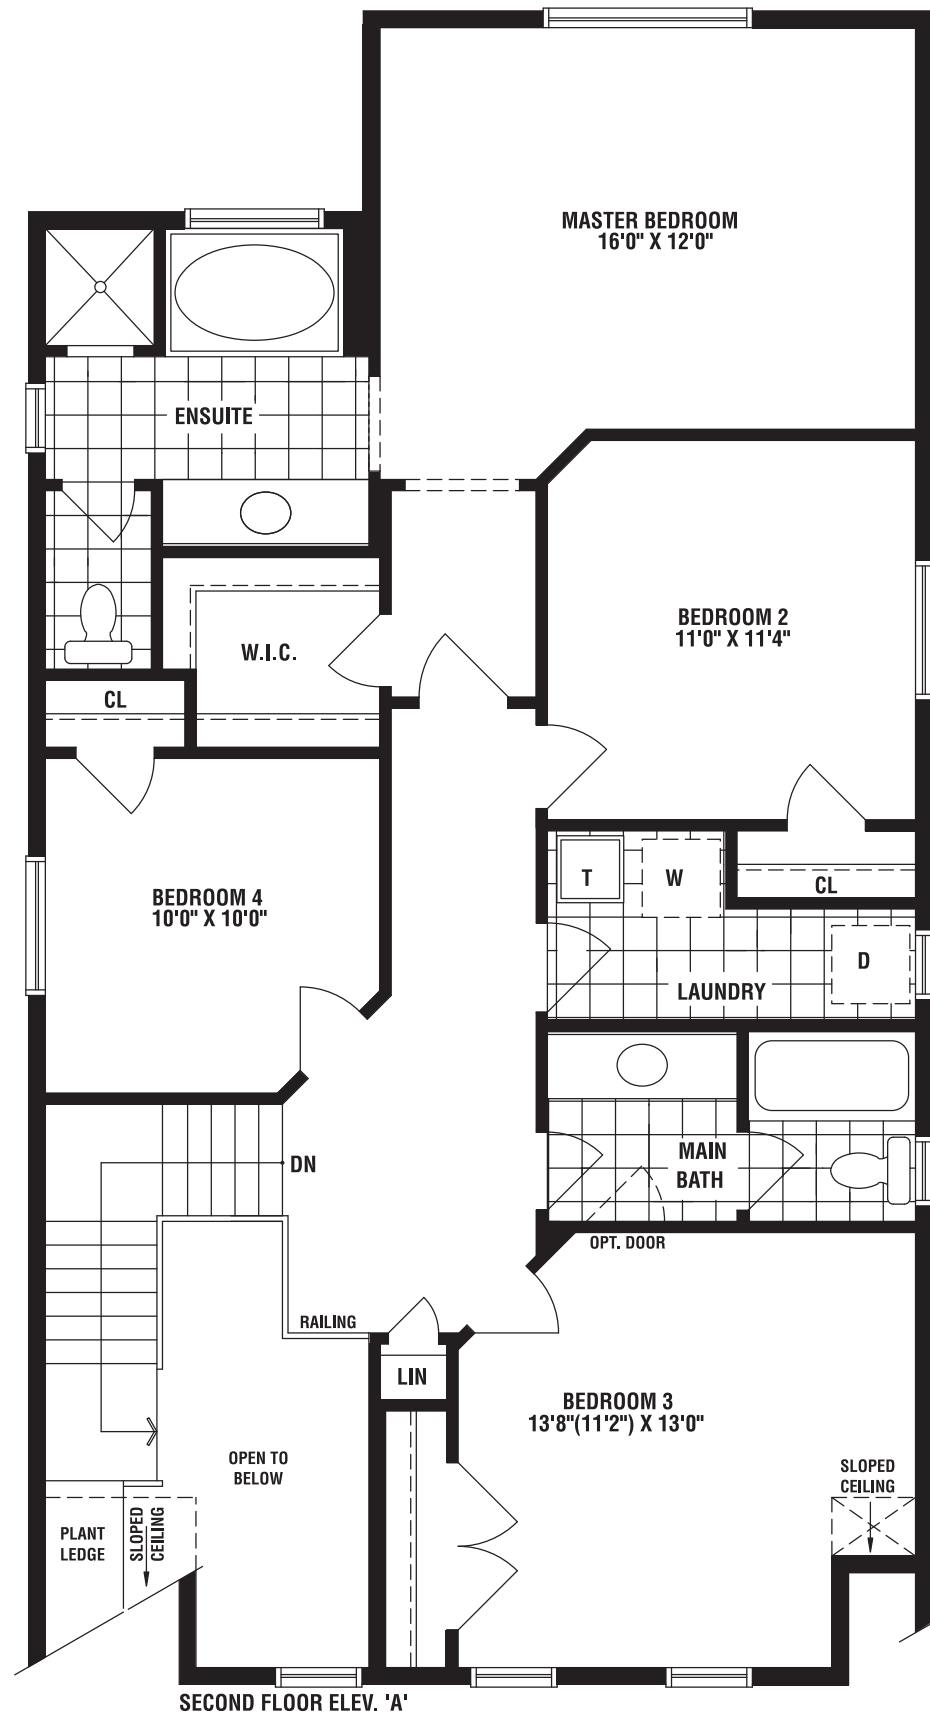 MASTER BEDROOM
16'0" X 12'0"
ENSUITE
BEDROOM 2
11'0" X 11'4"
W.I.C.
CL
BEDROOM 4
10'0" X 10'0"
T
W
CL
D
LAUNDRY
DN
MAIN
BATH
OPT. DOOR
RAILING
LIN
BEDROOM 3
13'8"(11'2") X 13'0"
OPEN TO
BELOW
SLOPED
CEILING
PLANT
LEDGE
SLOPED
CEILING
SECOND FLOOR ELEV. 'A'